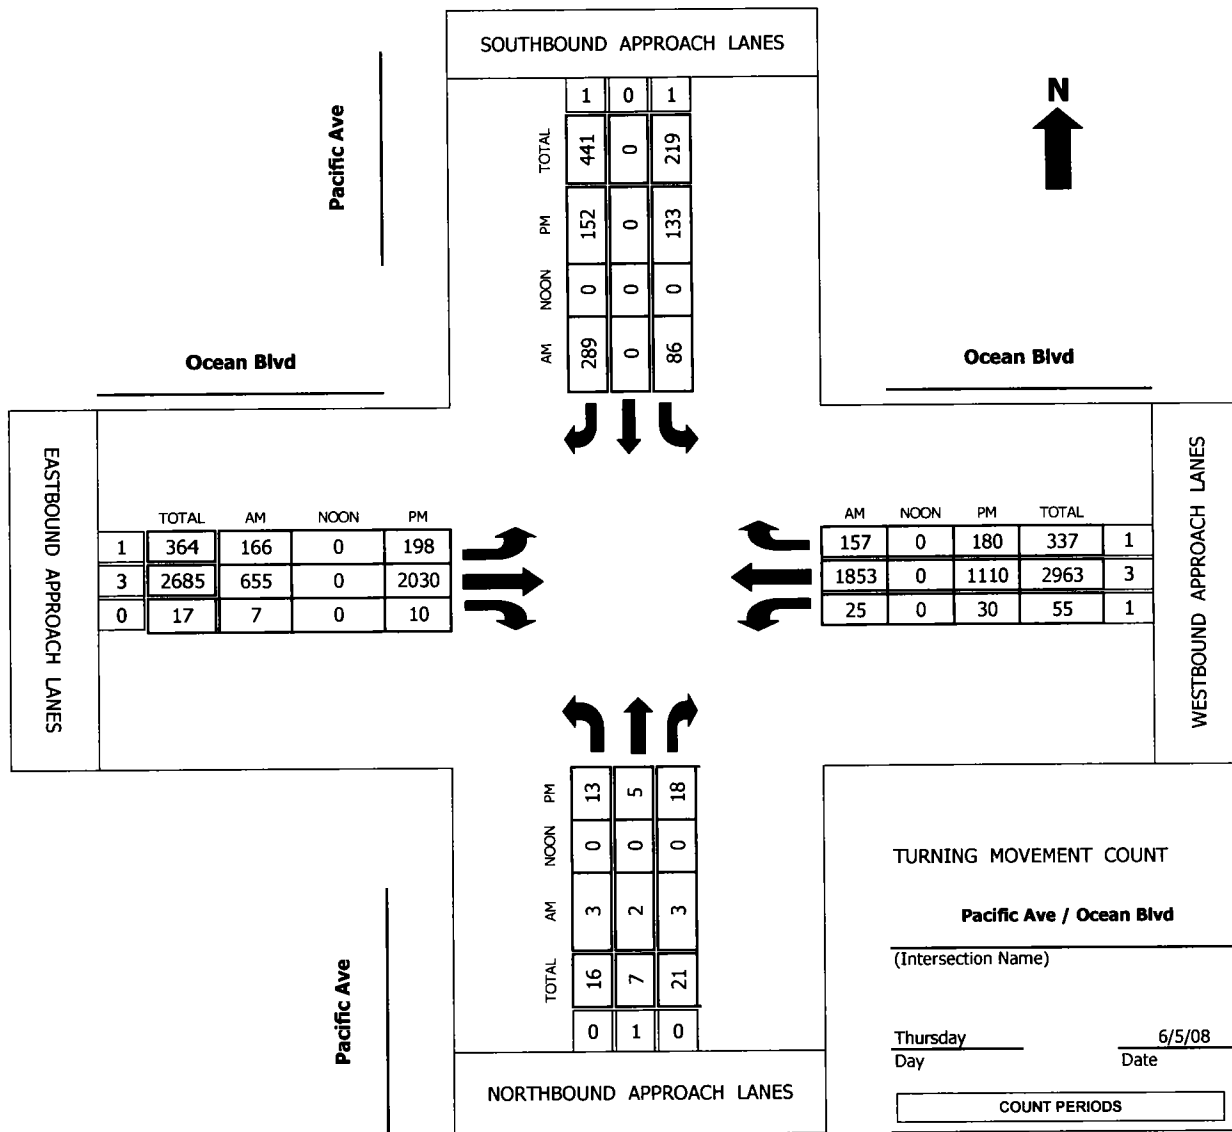 SOUTHBOUND APPROACH LANES
1 0 1
TOTAL 441 0 219
PM 152 0 133
NOON 0 0 0
AM 289 0 86
Pacific Ave
N
Ocean Blvd
Ocean Blvd
EASTBOUND APPROACH LANES
TOTAL AM NOON PM
1 364 166 0 198
3 2685 655 0 2030
0 17 7 0 10
AM NOON PM TOTAL
157 0 180 337 1
1853 0 1110 2963 3
25 0 30 55 1
WESTBOUND APPROACH LANES
PM 13 5 18
NOON 0 0 0
AM 3 2 3
TOTAL 16 7 21
0 1 0
Pacific Ave
NORTHBOUND APPROACH LANES
TURNING MOVEMENT COUNT
Pacific Ave / Ocean Blvd
(Intersection Name)
Thursday 6/5/08
Day Date
COUNT PERIODS